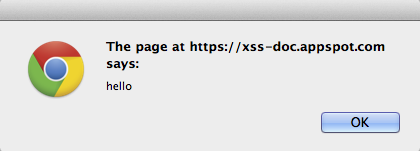 The page at https://xss-doc.appspot.com
says:
hello
OK